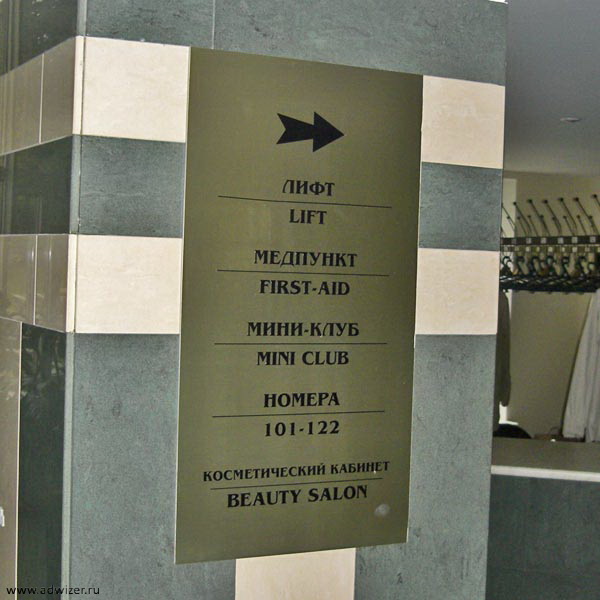 ЛИФТ
LIFT
МЕДПУНКТ
FIRST-AID
МИНИ-КЛУБ
MINI CLUB
НОМЕРА
101-122
КОСМЕТИЧЕСКИЙ КАБИНЕТ
BEAUTY SALON
www.adwizer.ru